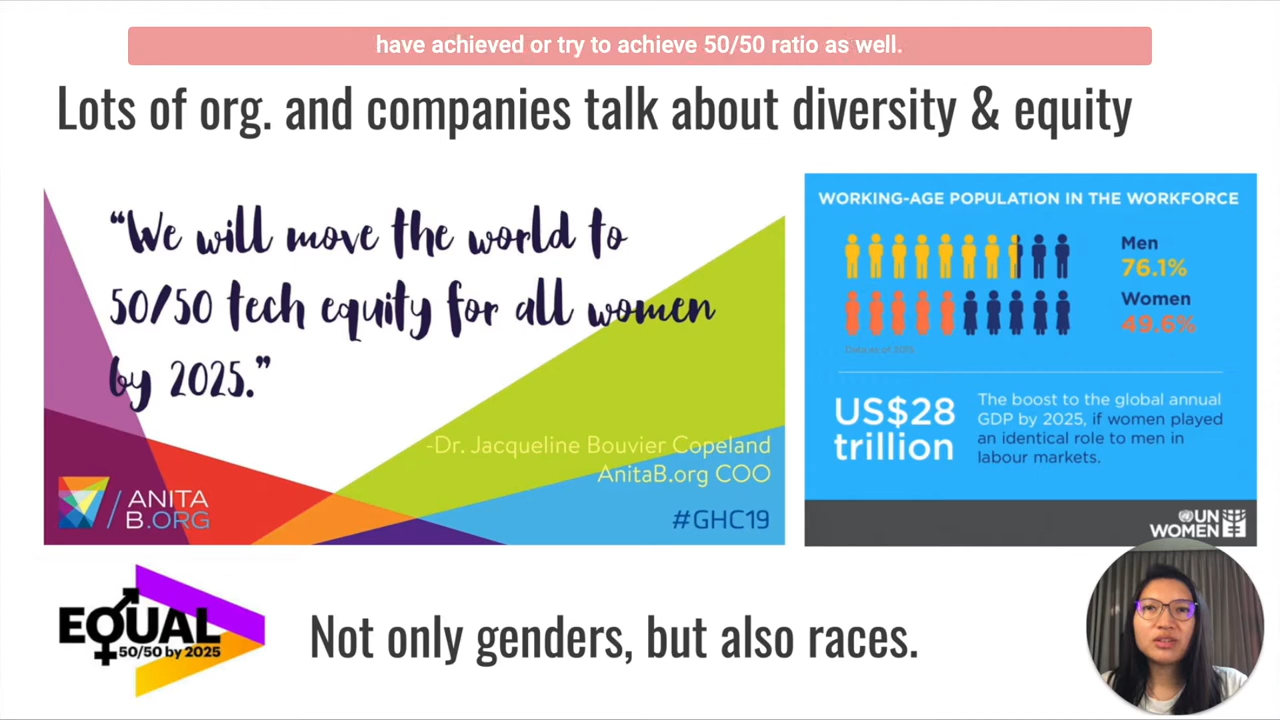 have achieved or try to achieve 50/50 ratio as well.
Lots of org. and companies talk about diversity & equity
“We will move the world to
50/50 tech equity for all women
by 2025.”
-Dr. Jacqueline Bouvier Copeland
AnitaB.org COO
#GHC19
ANITA
B.ORG
WORKING-AGE POPULATION IN THE WORKFORCE
Men
76.1%
Women
49.6%
Data as of 2015
US$28
trillion
The boost to the global annual
GDP by 2025, if women played
an identical role to men in
labour markets.
UN
WOMEN
EQUAL
50/50 by 2025
Not only genders, but also races.